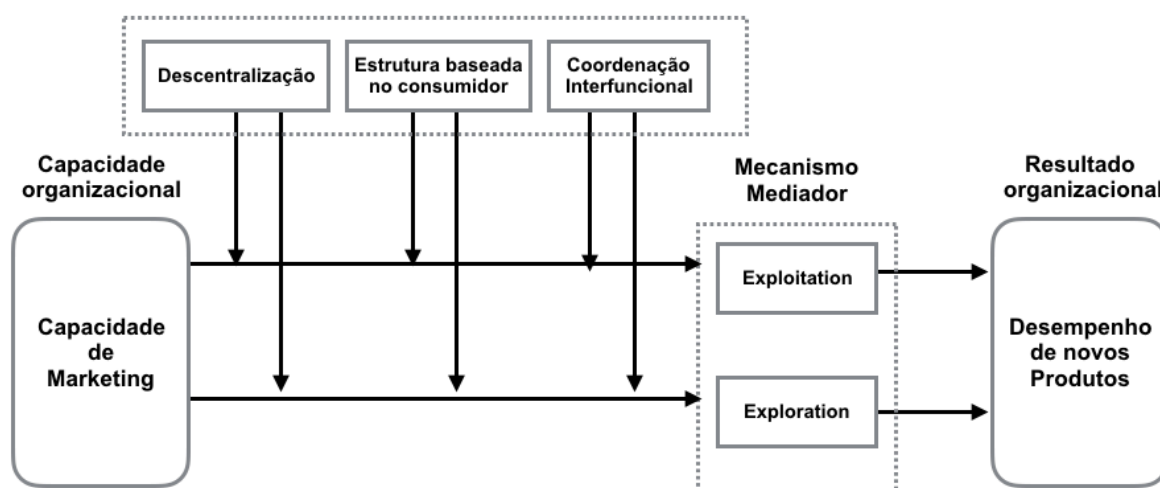 Descentralização
Estrutura baseada
no consumidor
Coordenação
Interfuncional
Capacidade
organizacional
Mecanismo
Mediador
Resultado
organizacional
Capacidade
de
Marketing
Exploitation
Exploration
Desempenho
de novos
Produtos